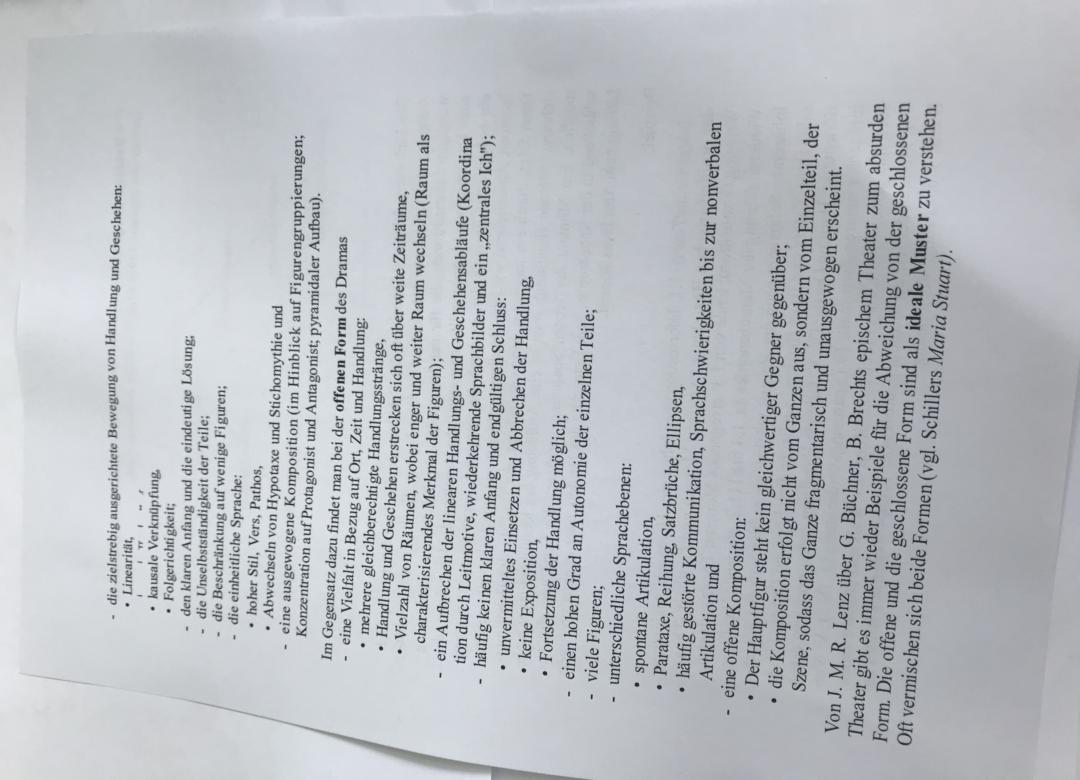 - die zielstrebig ausgerichtete Bewegung von Handlung und Geschehen:
• Linearität,
• kausale Verknüpfung,
• Folgerichtigkeit;
- den klaren Anfang und die eindeutige Lösung;
- die Unselbstständigkeit der Teile;
- die Beschränkung auf wenige Figuren;
- die einheitliche Sprache:
• hoher Stil, Vers, Pathos,
• Abwechseln von Hypotaxe und Stichomythie und
- eine ausgewogene Komposition (im Hinblick auf Figurengruppierungen;
Konzentration auf Protagonist und Antagonist; pyramidaler Aufbau).
Im Gegensatz dazu findet man bei der offenen Form des Dramas
- eine Vielfalt in Bezug auf Ort, Zeit und Handlung:
• mehrere gleichberechtigte Handlungsstränge,
• Handlung und Geschehen erstrecken sich oft über weite Zeiträume,
• Vielzahl von Räumen, wobei enger und weiter Raum wechseln (Raum als
charakterisierendes Merkmal der Figuren);
- ein Aufbrechen der linearen Handlungs- und Geschehensabläufe (Koordina
tion durch Leitmotive, wiederkehrende Sprachbilder und ein „zentrales Ich");
- häufig keinen klaren Anfang und endgültigen Schluss:
• unvermitteltes Einsetzen und Abbrechen der Handlung,
• keine Exposition,
• Fortsetzung der Handlung möglich;
- einen hohen Grad an Autonomie der einzelnen Teile;
- viele Figuren;
- unterschiedliche Sprachebenen:
• spontane Artikulation,
• Parataxe, Reihung, Satzbrüche, Ellipsen,
• häufig gestörte Kommunikation, Sprachschwierigkeiten bis zur nonverbalen
Artikulation und
- eine offene Komposition:
• Der Hauptfigur steht kein gleichwertiger Gegner gegenüber;
• die Komposition erfolgt nicht vom Ganzen aus, sondern vom Einzelteil, der
Szene, sodass das Ganze fragmentarisch und unausgewogen erscheint.
Von J. M. R. Lenz über G. Büchner, B. Brechts epischem Theater zum absurden
Theater gibt es immer wieder Beispiele für die Abweichung von der geschlossenen
Form. Die offene und die geschlossene Form sind als ideale Muster zu verstehen.
Oft vermischen sich beide Formen (vgl. Schillers Maria Stuart).